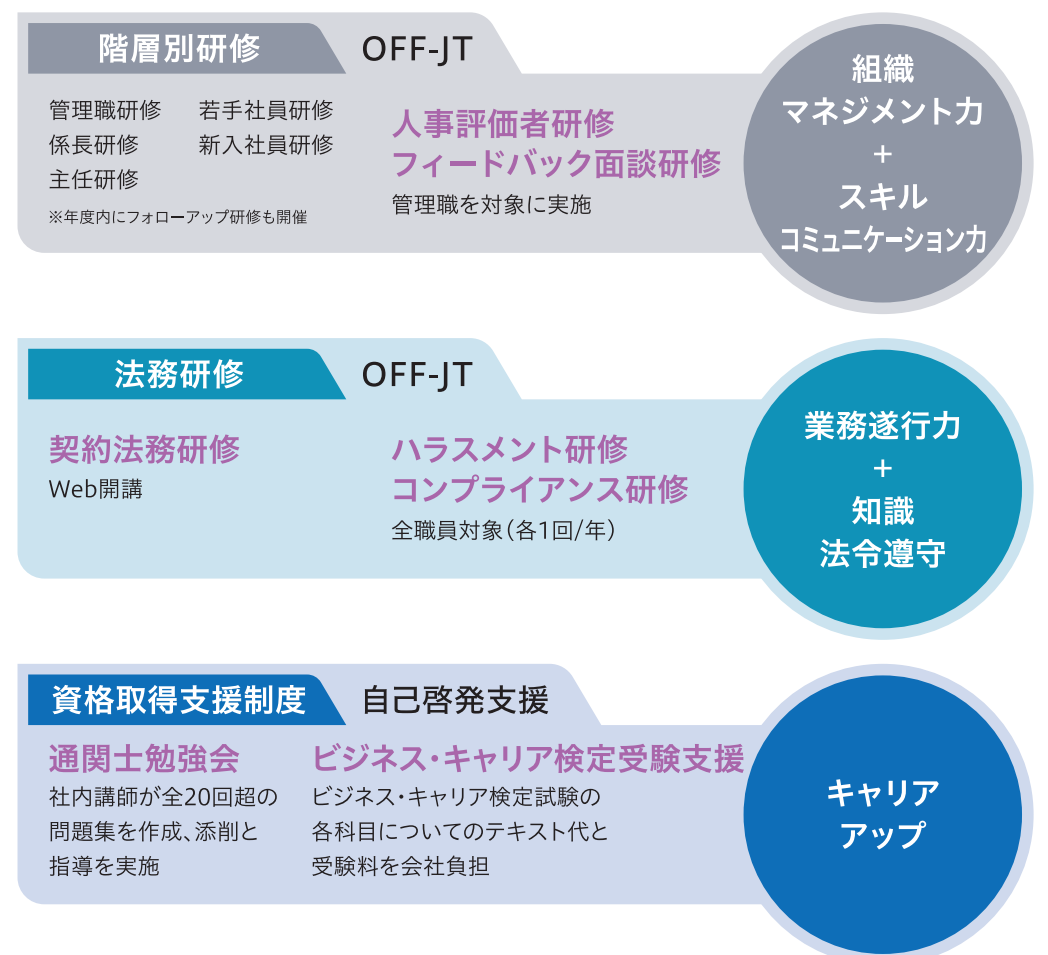 階層別研修
OFF-JT
管理職研修
若手社員研修
係長研修
新入社員研修
主任研修
※年度内にフォローアップ研修も開催
人事評価者研修
フィードバック面談研修
管理職を対象に実施
組織
マネジメント力
+
スキル
コミュニケーション力
法務研修
OFF-JT
契約法務研修
Web開講
ハラスメント研修
コンプライアンス研修
全職員対象(各1回/年)
業務遂行力
+
知識
法令遵守
資格取得支援制度
自己啓発支援
通関士勉強会
社内講師が全20回超の
問題集を作成、添削と
指導を実施
ビジネス・キャリア検定受験支援
ビジネス・キャリア検定試験の
各科目についてのテキスト代と
受験料を会社負担
キャリア
アップ